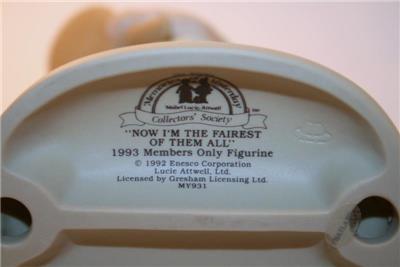 Memories of Yesterday
Mabel Lucie Attwell
Collectors' Society
"NOW I'M THE FAIREST
OF THEM ALL"
1993 Members Only Figurine
© 1992 Enesco Corporation
Lucie Attwell, Ltd.
Licensed by Gresham Licensing Ltd.
MY931